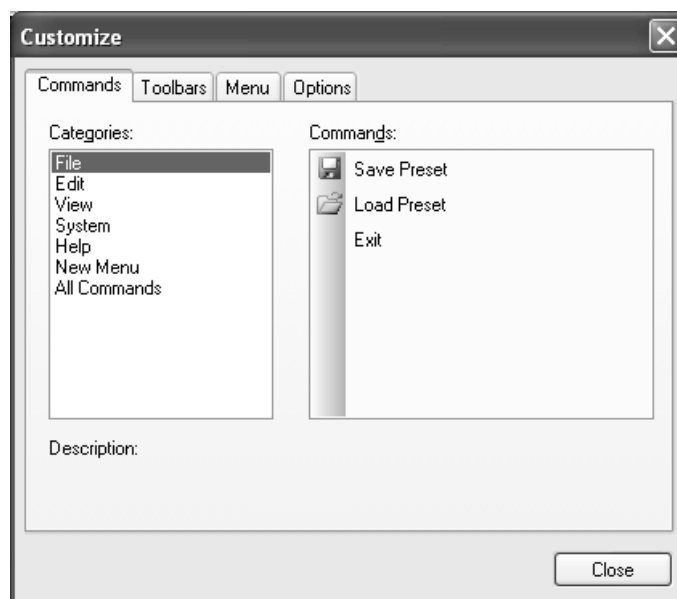 Customize
Commands Toolbars Menu Options
Categories:
File
Edit
View
System
Help
New Menu
All Commands
Commands:
Save Preset
Load Preset
Exit
Description:
Close